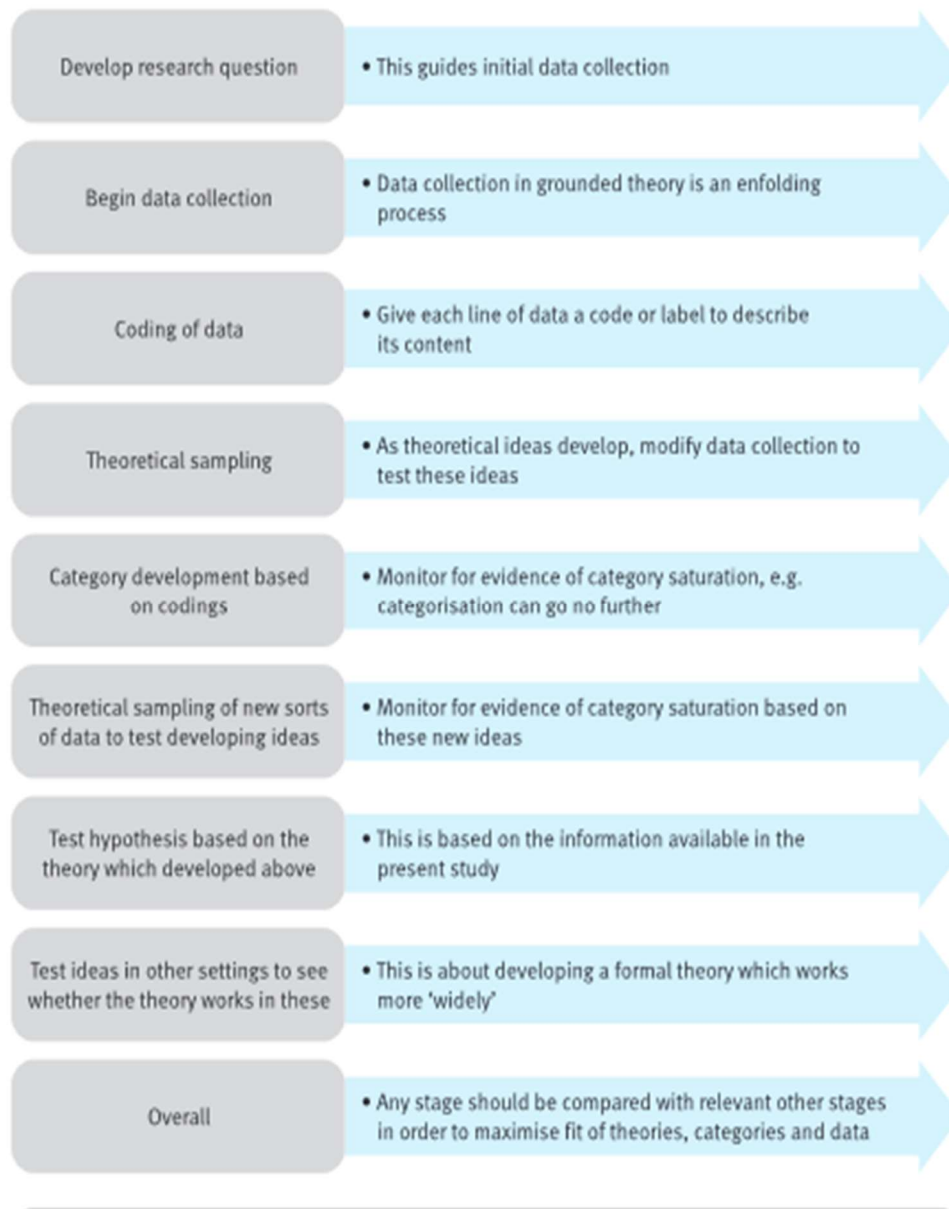 Develop research question
• This guides initial data collection
Begin data collection
• Data collection in grounded theory is an enfolding
process
Coding of data
• Give each line of data a code or label to describe
its content
Theoretical sampling
• As theoretical ideas develop, modify data collection to
test these ideas
Category development based
on codings
• Monitor for evidence of category saturation, e.g.
categorisation can go no further
Theoretical sampling of new sorts
of data to test developing ideas
• Monitor for evidence of category saturation based on
these new ideas
Test hypothesis based on the
theory which developed above
• This is based on the information available in the
present study
Test ideas in other settings to see
whether the theory works in these
• This is about developing a formal theory which works
more ‘widely’
Overall
• Any stage should be compared with relevant other stages
in order to maximise fit of theories, categories and data